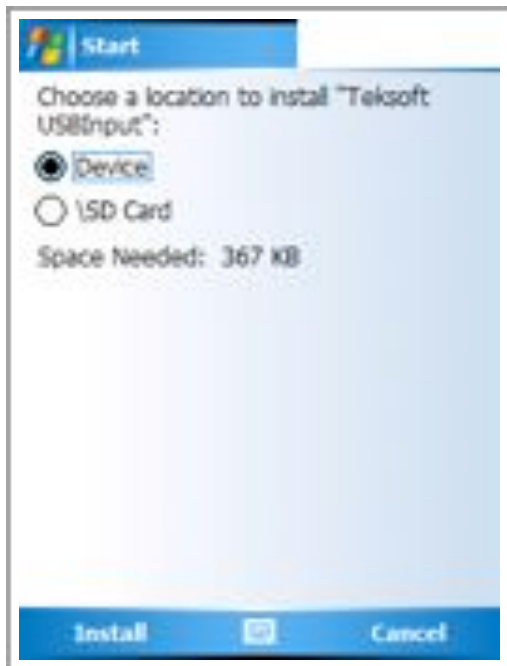 Start
Choose a location to install "Teksoft
USBInput":
Device
\SD Card
Space Needed: 367 KB
Install
Cancel